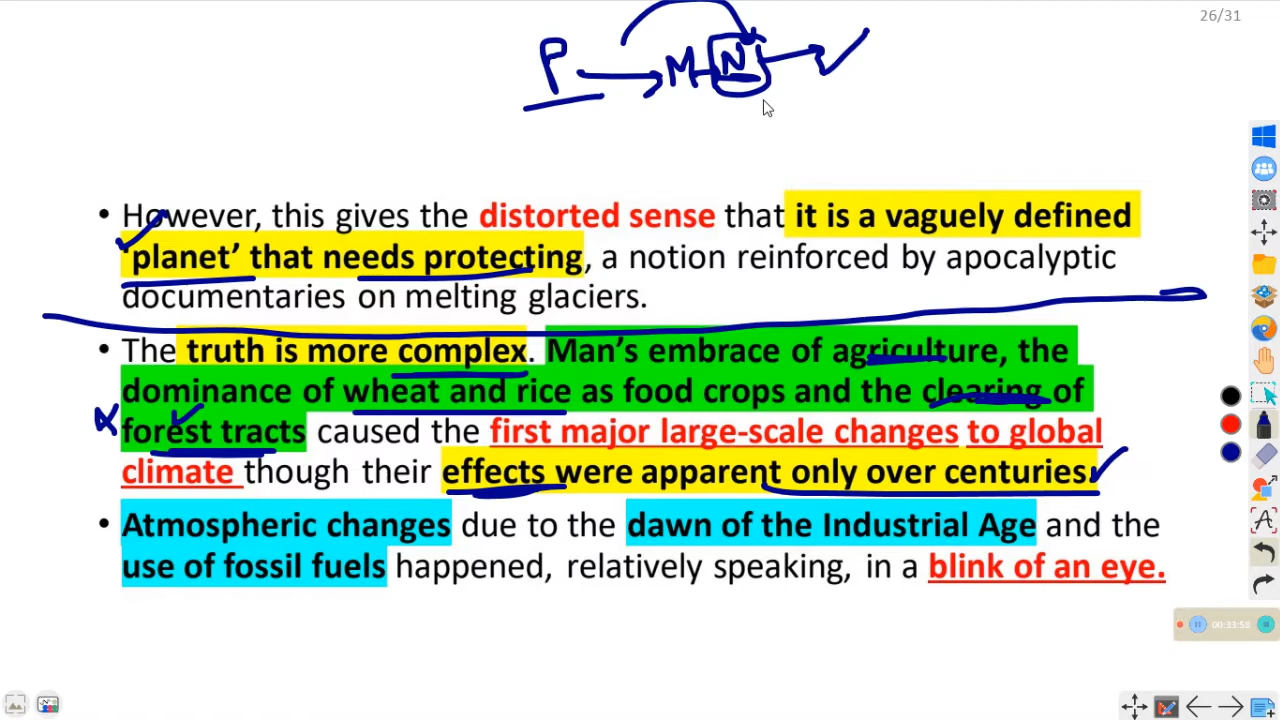 26/31
P → M N → ✓
• However, this gives the distorted sense that it is a vaguely defined
'planet' that needs protecting, a notion reinforced by apocalyptic
documentaries on melting glaciers.
• The truth is more complex. Man's embrace of agriculture, the
dominance of wheat and rice as food crops and the clearing of
forest tracts caused the first major large-scale changes to global
climate though their effects were apparent only over centuries.
• Atmospheric changes due to the dawn of the Industrial Age and the
use of fossil fuels happened, relatively speaking, in a blink of an eye.
00:33:58